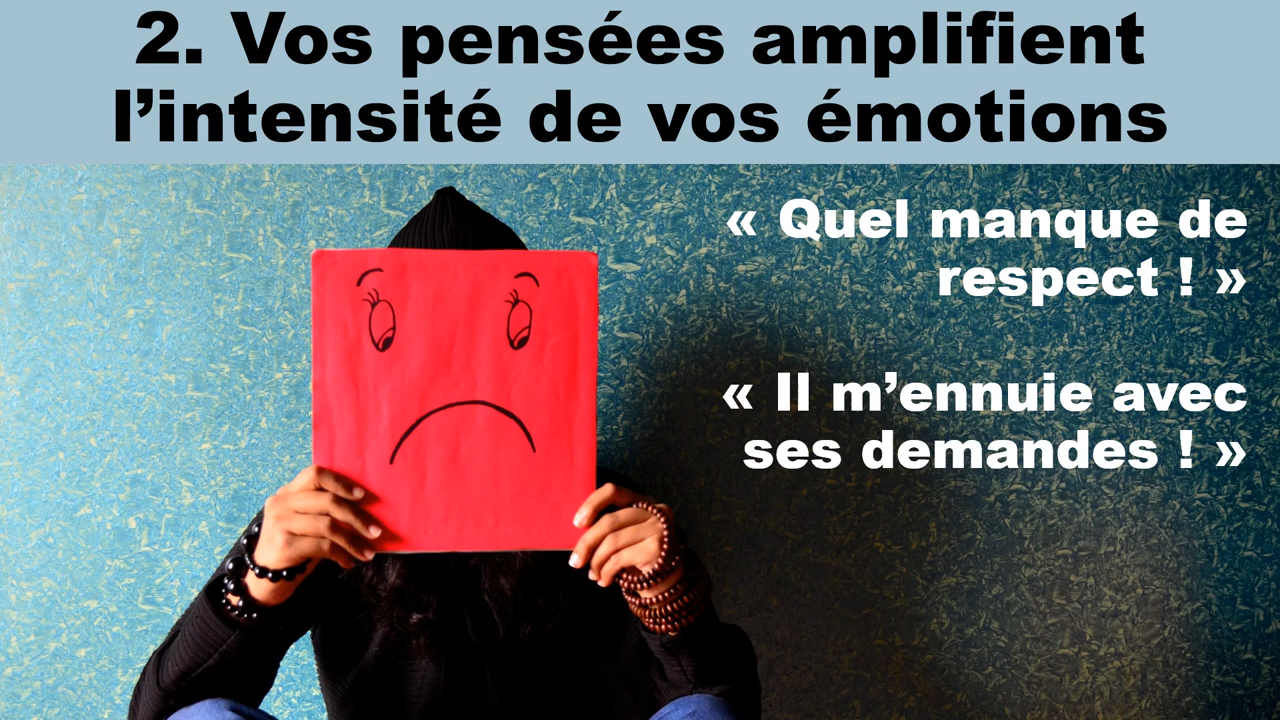 2. Vos pensées amplifient
l’intensité de vos émotions
« Quel manque de
respect ! »
« Il m’ennuie avec
ses demandes ! »